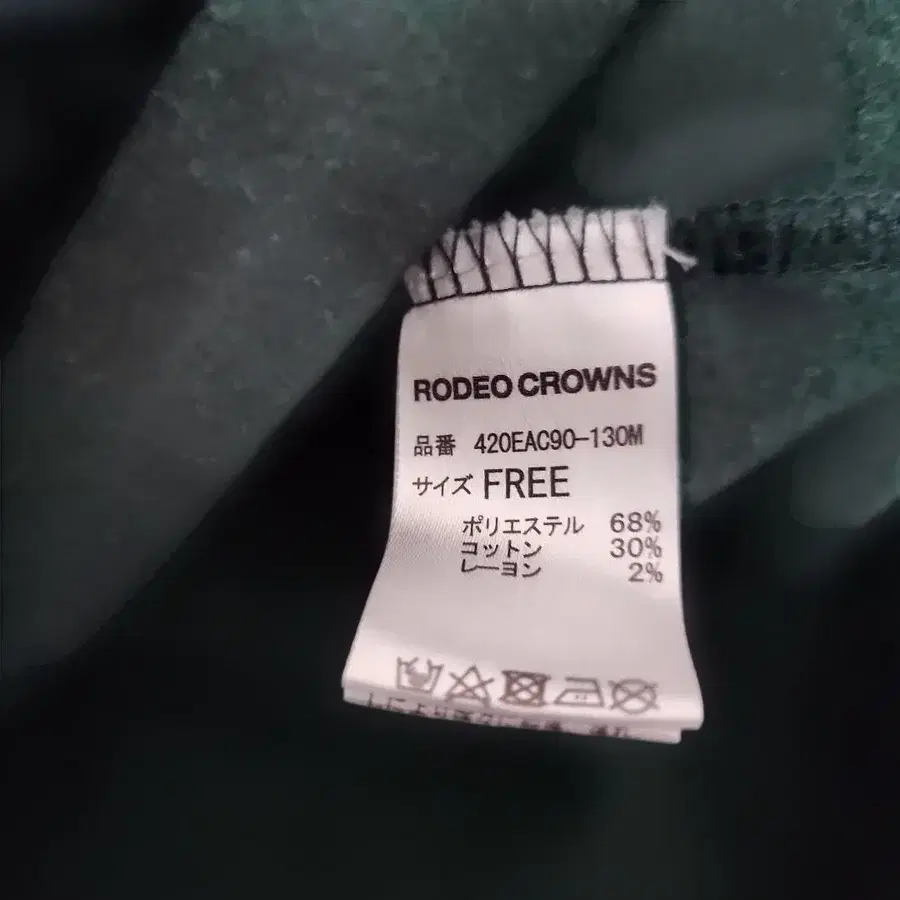 RODEO CROWNS
品番 420EAC90-130M
サイズ FREE
ポリエステル 68%
コットン 30%
レーヨン 2%